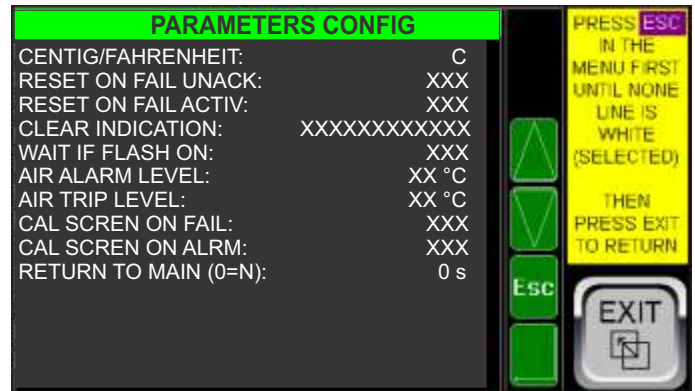 PARAMETERS CONFIG
CENTIG/FAHRENHEIT: C
RESET ON FAIL UNACK: XXX
RESET ON FAIL ACTIV: XXX
CLEAR INDICATION: XXXXXXXXXXXX
WAIT IF FLASH ON: XXX
AIR ALARM LEVEL: XX °C
AIR TRIP LEVEL: XX °C
CAL SCREN ON FAIL: XXX
CAL SCREN ON ALRM: XXX
RETURN TO MAIN (0=N): 0 s
Esc
PRESS ESC
IN THE
MENU FIRST
UNTIL NONE
LINE IS
WHITE
(SELECTED)
THEN
PRESS EXIT
TO RETURN
EXIT